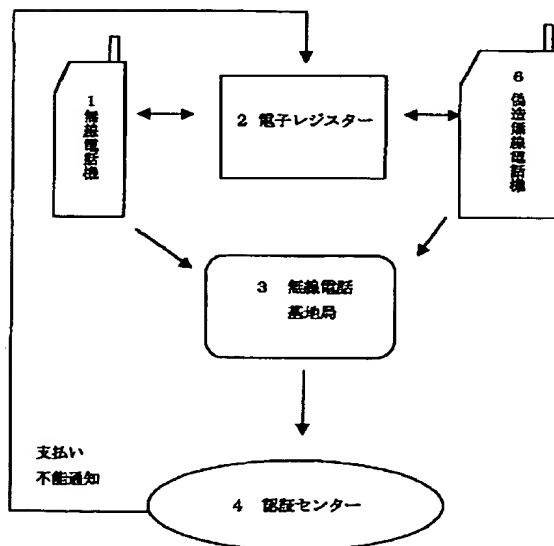 1 無線電話機
2 電子レジスター
6 偽造無線電話機
3 無線電話
基地局
支払い
不能通知
4 認証センター